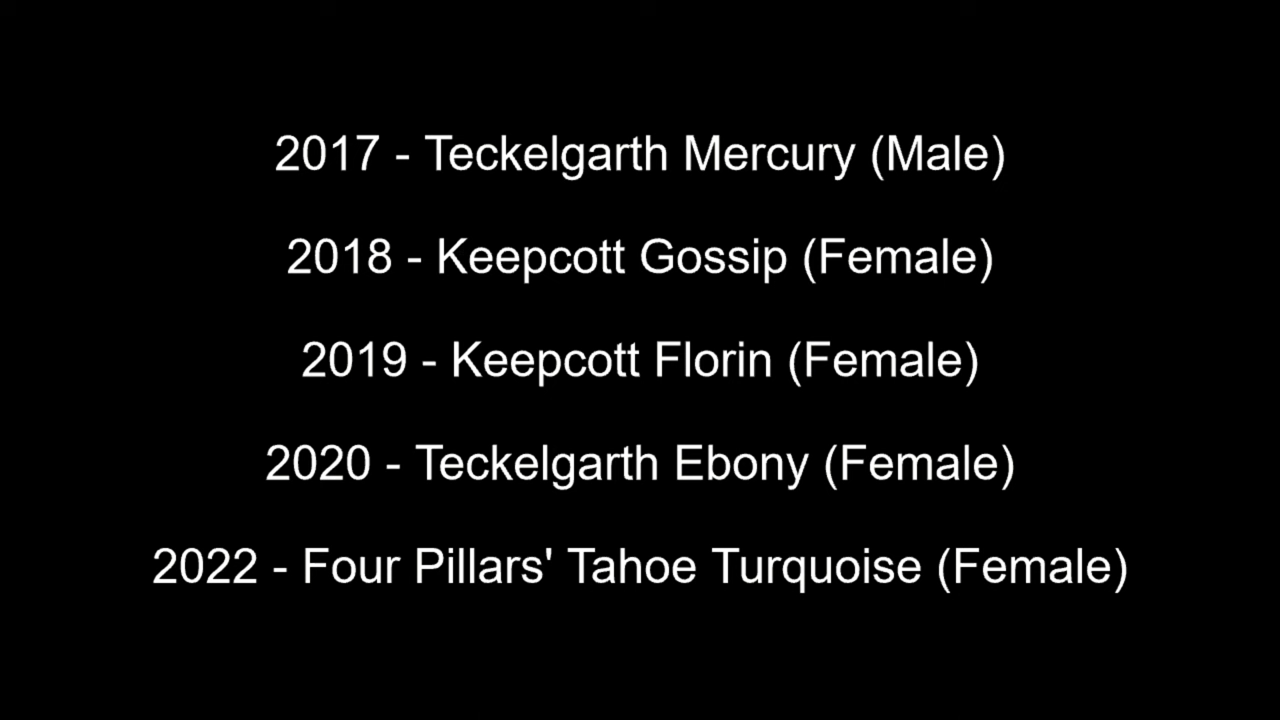 2017 - Teckelgarth Mercury (Male)
2018 - Keepcott Gossip (Female)
2019 - Keepcott Florin (Female)
2020 - Teckelgarth Ebony (Female)
2022 - Four Pillars' Tahoe Turquoise (Female)